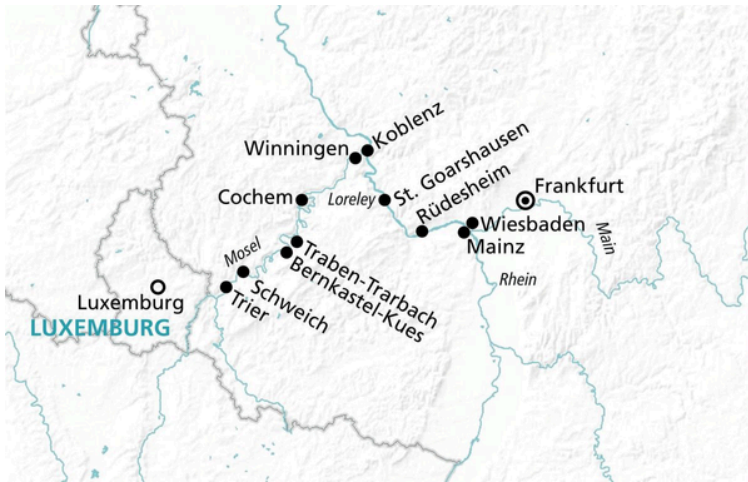 Koblenz
Winningen
St. Goarshausen
Cochem
Loreley
Rüdesheim
Frankfurt
Wiesbaden
Mainz
Main
Mosel
Traben-Trarbach
Bernkastel-Kues
Rhein
Schweich
Trier
Luxemburg
LUXEMBURG